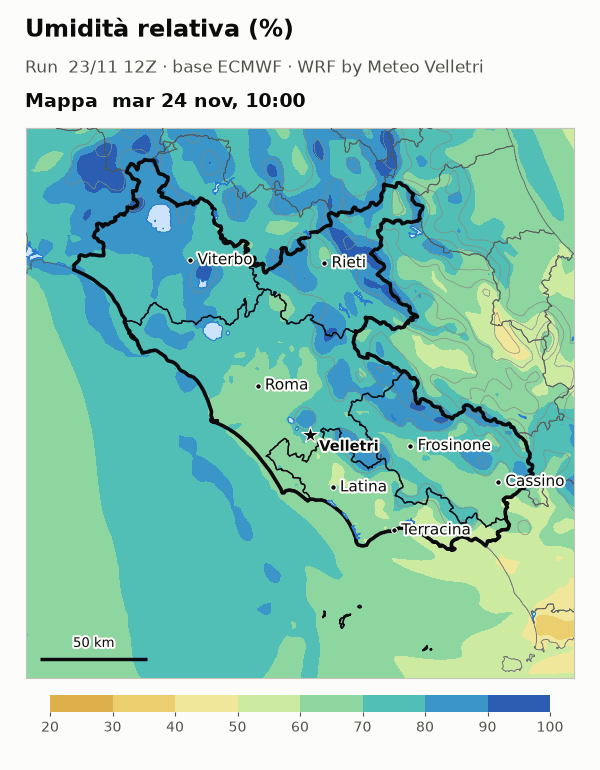 Umidità relativa (%)
Run  23/11 12Z · base ECMWF · WRF by Meteo Velletri
Mappa  mar 24 nov, 10:00
Viterbo
Rieti
Roma
Velletri
Frosinone
Cassino
Latina
Terracina
50 km
20 30 40 50 60 70 80 90 100